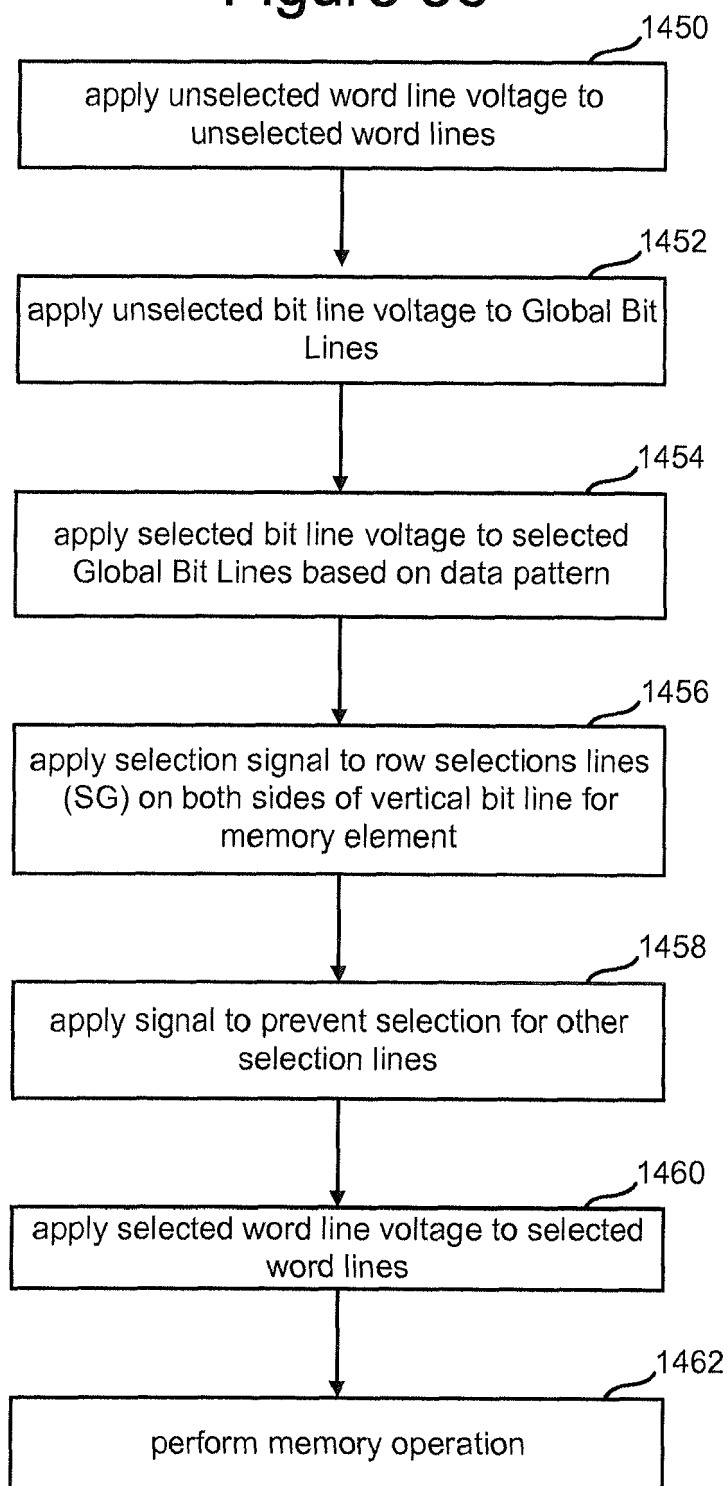 1450
apply unselected word line voltage to
unselected word lines
1452
apply unselected bit line voltage to Global Bit
Lines
1454
apply selected bit line voltage to selected
Global Bit Lines based on data pattern
1456
apply selection signal to row selections lines
(SG) on both sides of vertical bit line for
memory element
1458
apply signal to prevent selection for other
selection lines
1460
apply selected word line voltage to selected
word lines
1462
perform memory operation